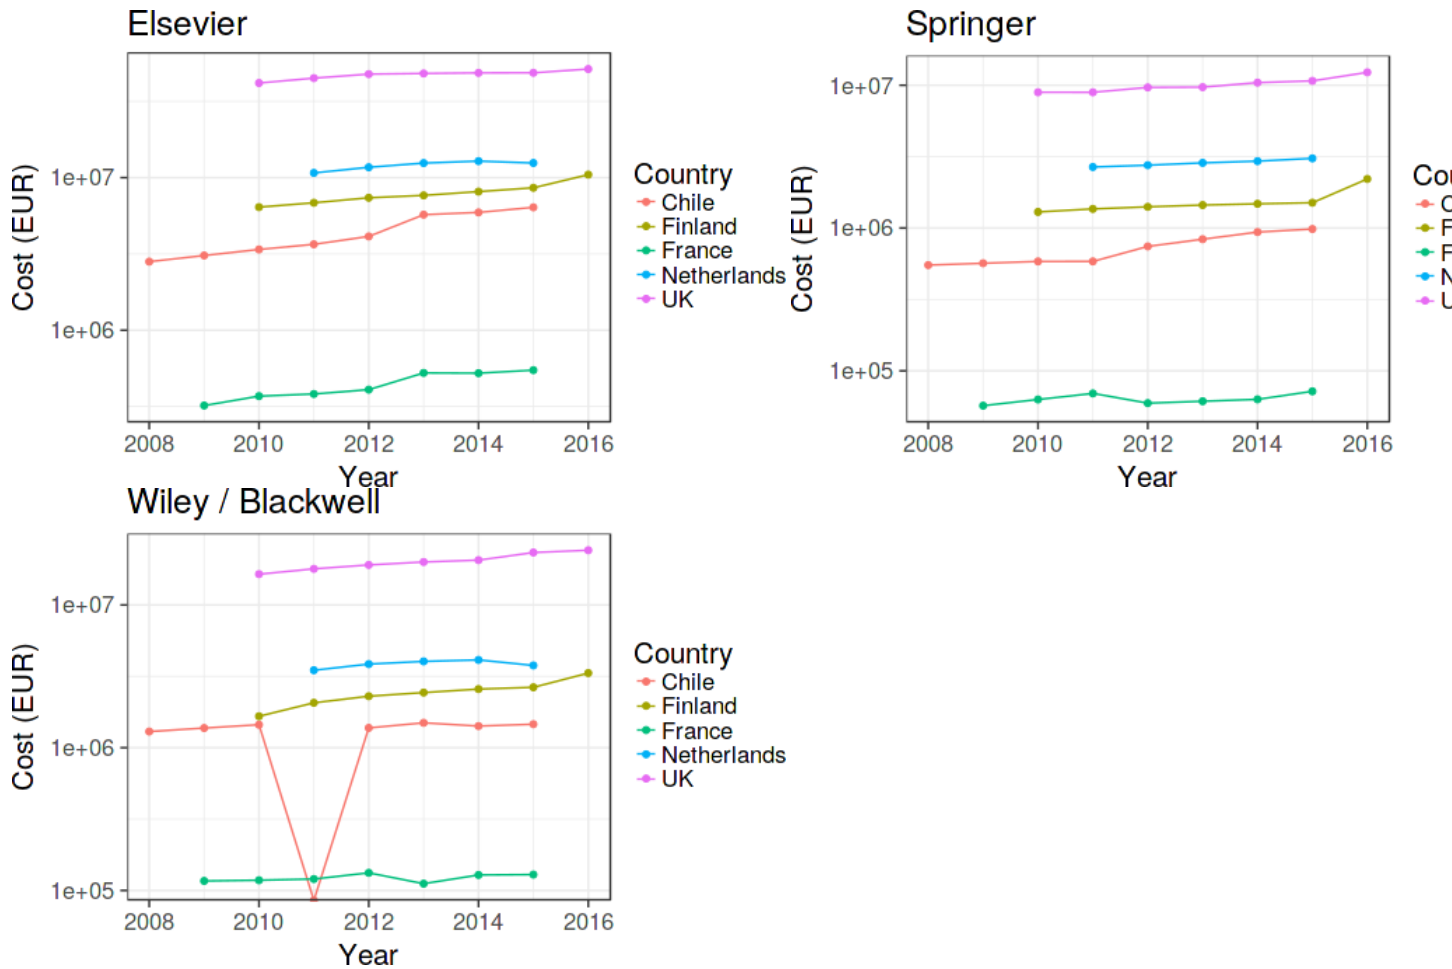 Elsevier
Cost (EUR)
1e+07
1e+06
2008 2010 2012 2014 2016
Year
Country
Chile
Finland
France
Netherlands
UK
Springer
Cost (EUR)
1e+07
1e+06
1e+05
2008 2010 2012 2014 2016
Year
Cou
C
F
F
N
U
Wiley / Blackwell
Cost (EUR)
1e+07
1e+06
1e+05
2008 2010 2012 2014 2016
Year
Country
Chile
Finland
France
Netherlands
UK